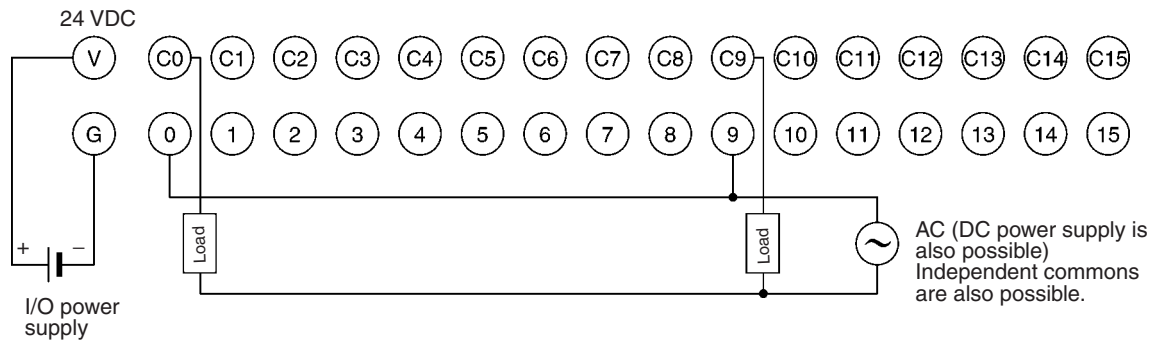 24 VDC
V C0 C1 C2 C3 C4 C5 C6 C7 C8 C9 C10 C11 C12 C13 C14 C15
G 0 1 2 3 4 5 6 7 8 9 10 11 12 13 14 15
Load
Load
+ –
I/O power
supply
~
AC (DC power supply is
also possible)
Independent commons
are also possible.